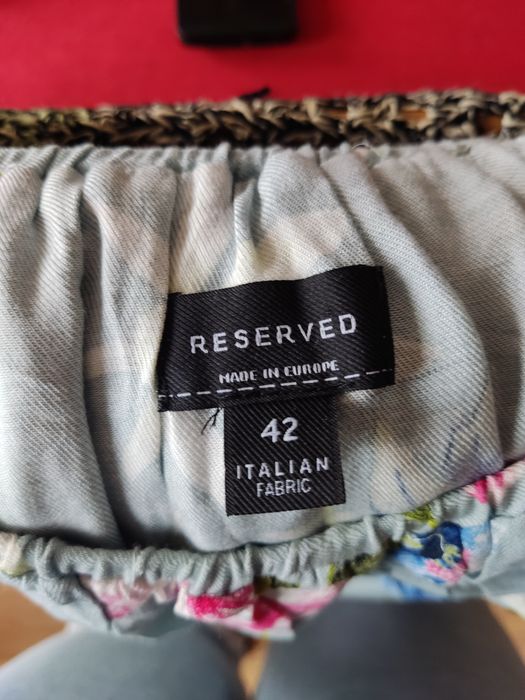 RESERVED
MADE IN EUROPE
42
ITALIAN
FABRIC